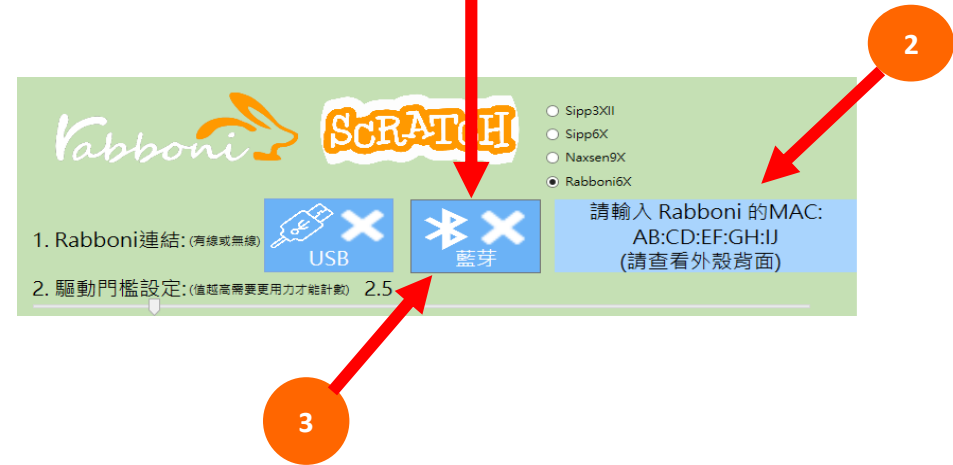 2
rabboni
SCRATCH
Sipp3XII
Sipp6X
Naxsen9X
Rabboni6X
1. Rabboni連結:(有線或無線)
USB
藍芽
請輸入 Rabboni 的MAC:
AB:CD:EF:GH:IJ
(請查看外殼背面)
2. 驅動門檻設定:(值越高需要更用力才能計數) 2.5
3